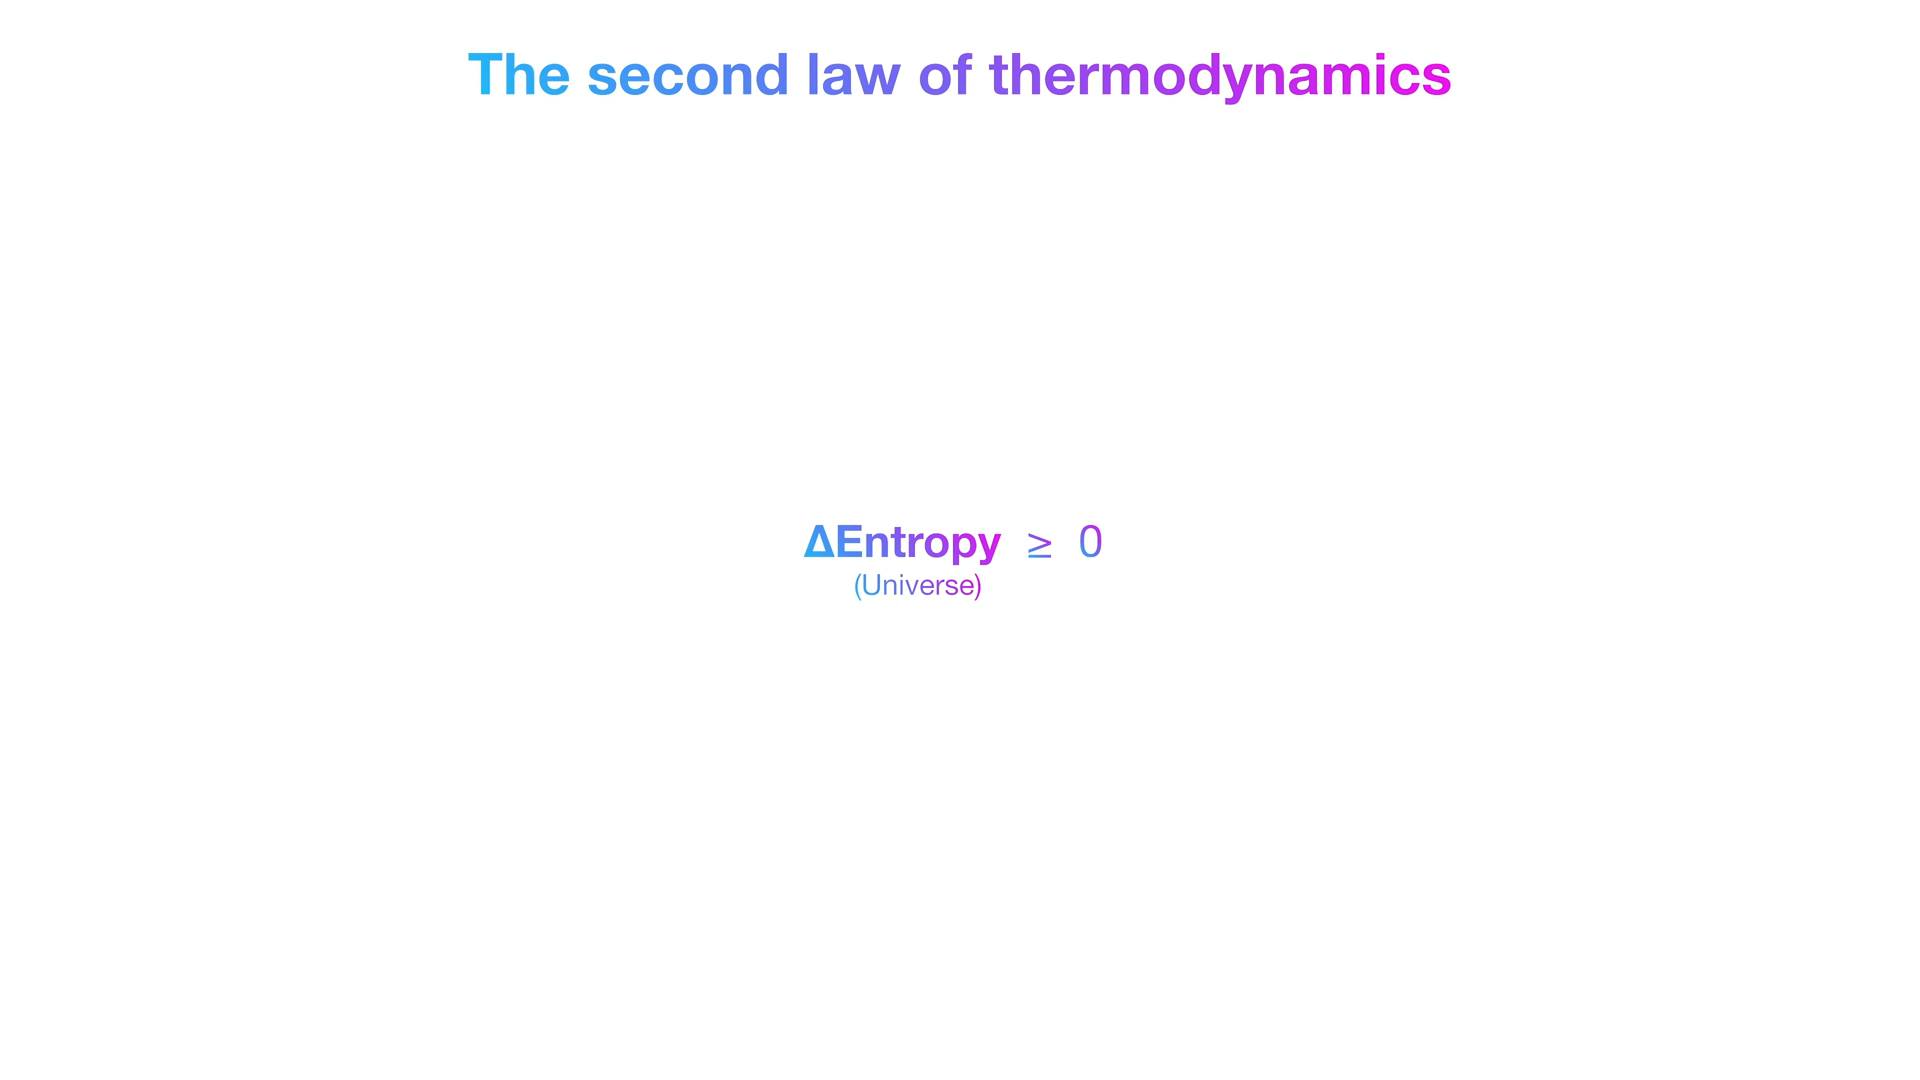 The second law of thermodynamics
ΔEntropy ≥ 0
(Universe)